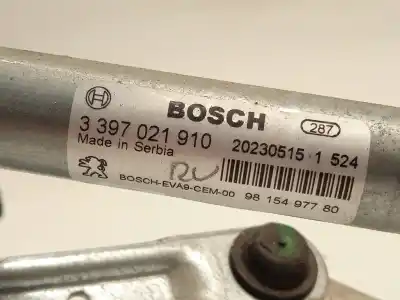 BOSCH
287
3 397 021 910
20230515 1 524
Made in Serbia
RU
BOSCH-EVA9-CEM-00
98 154 977 80